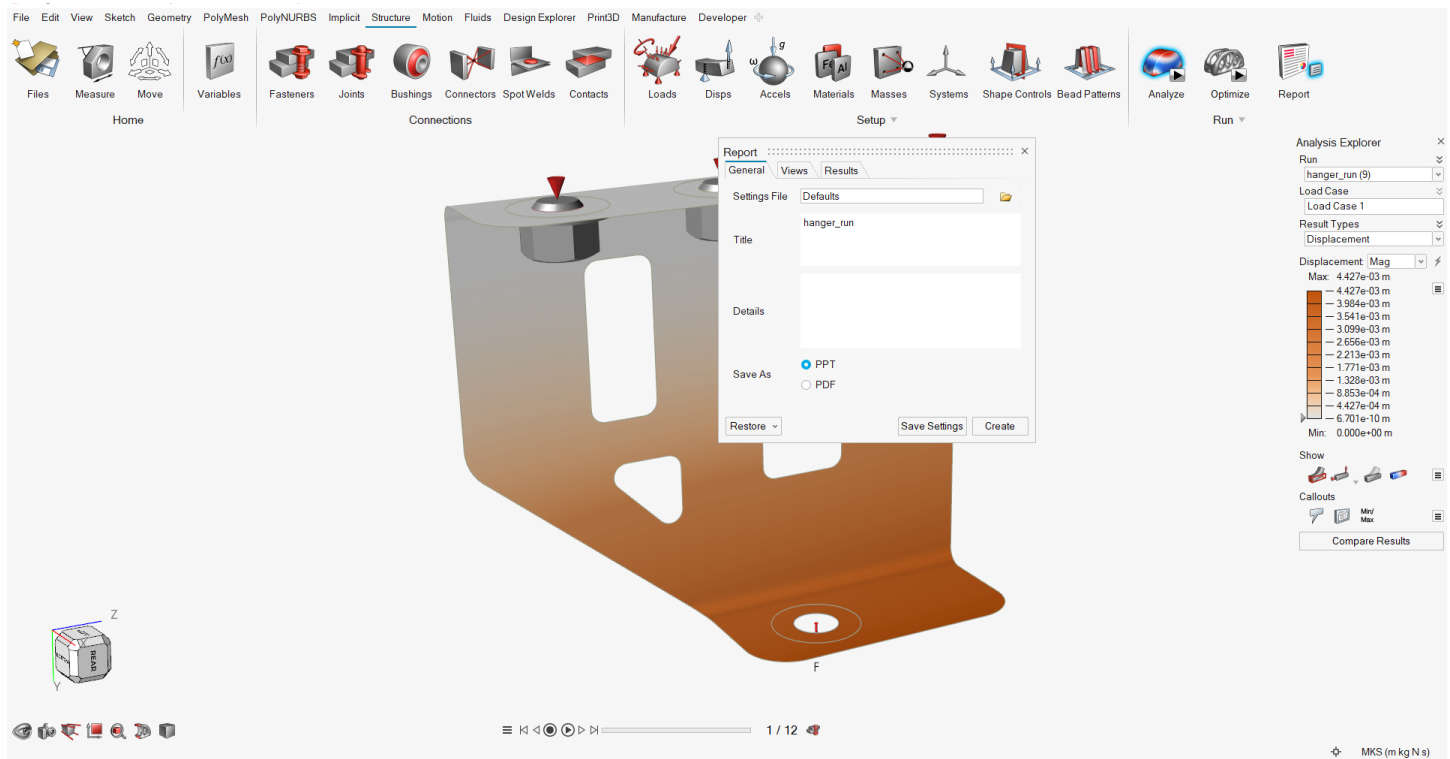 File Edit View Sketch Geometry PolyMesh PolyNURBS Implicit Structure Motion Fluids Design Explorer Print3D Manufacture Developer
f(x)
g
ω
Fe Al
Files Measure Move Variables Fasteners Joints Bushings Connectors Spot Welds Contacts Loads Disps Accels Materials Masses Systems Shape Controls Bead Patterns Analyze Optimize Report
Home Connections Setup Run
Report
General Views Results
Settings File Defaults
Title hanger_run
Details
Save As
PPT
PDF
Restore Save Settings Create
Analysis Explorer
Run
hanger_run (9)
Load Case
Load Case 1
Result Types
Displacement
Displacement Mag
Max: 4.427e-03 m
4.427e-03 m
3.984e-03 m
3.541e-03 m
3.099e-03 m
2.656e-03 m
2.213e-03 m
1.771e-03 m
1.328e-03 m
8.853e-04 m
4.427e-04 m
6.701e-10 m
Min: 0.000e+00 m
Show
Callouts
Min/
Max
Compare Results
F
Z
REAR
Y
1 / 12
MKS (m kg N s)